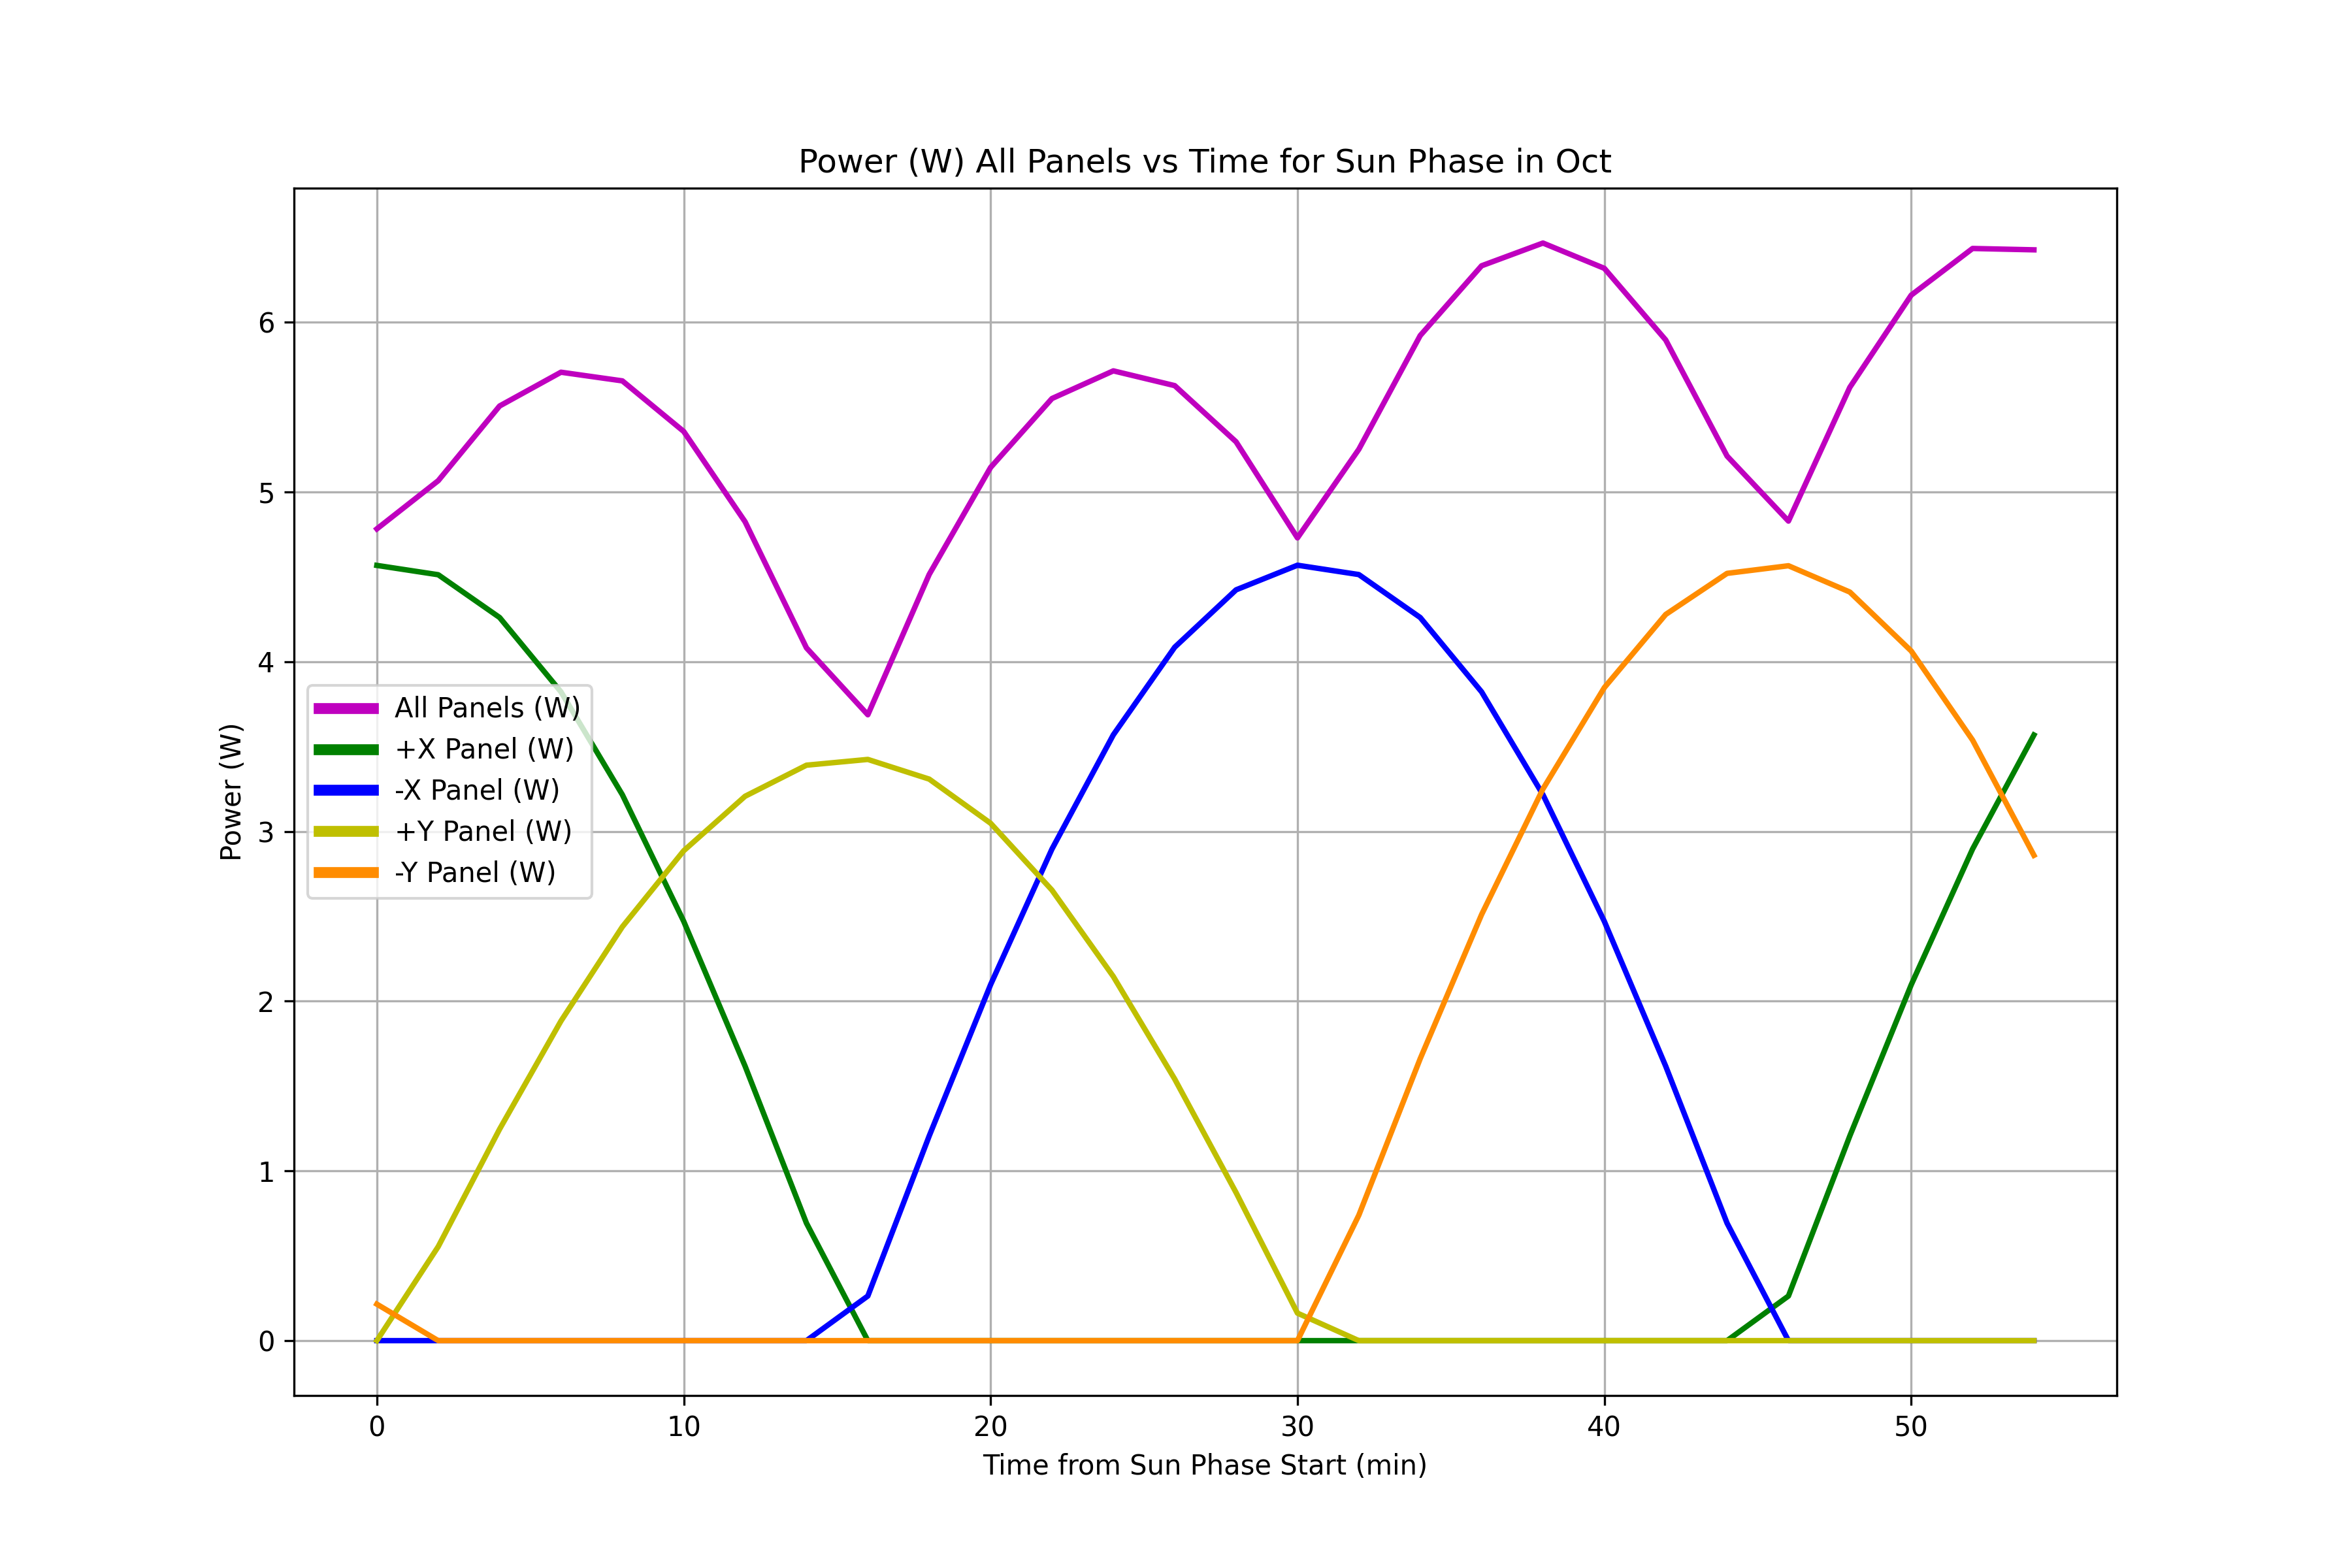 Power (W) All Panels vs Time for Sun Phase in Oct
6
5
4
3
2
1
0
Power (W)
All Panels (W)
+X Panel (W)
-X Panel (W)
+Y Panel (W)
-Y Panel (W)
0 10 20 30 40 50
Time from Sun Phase Start (min)